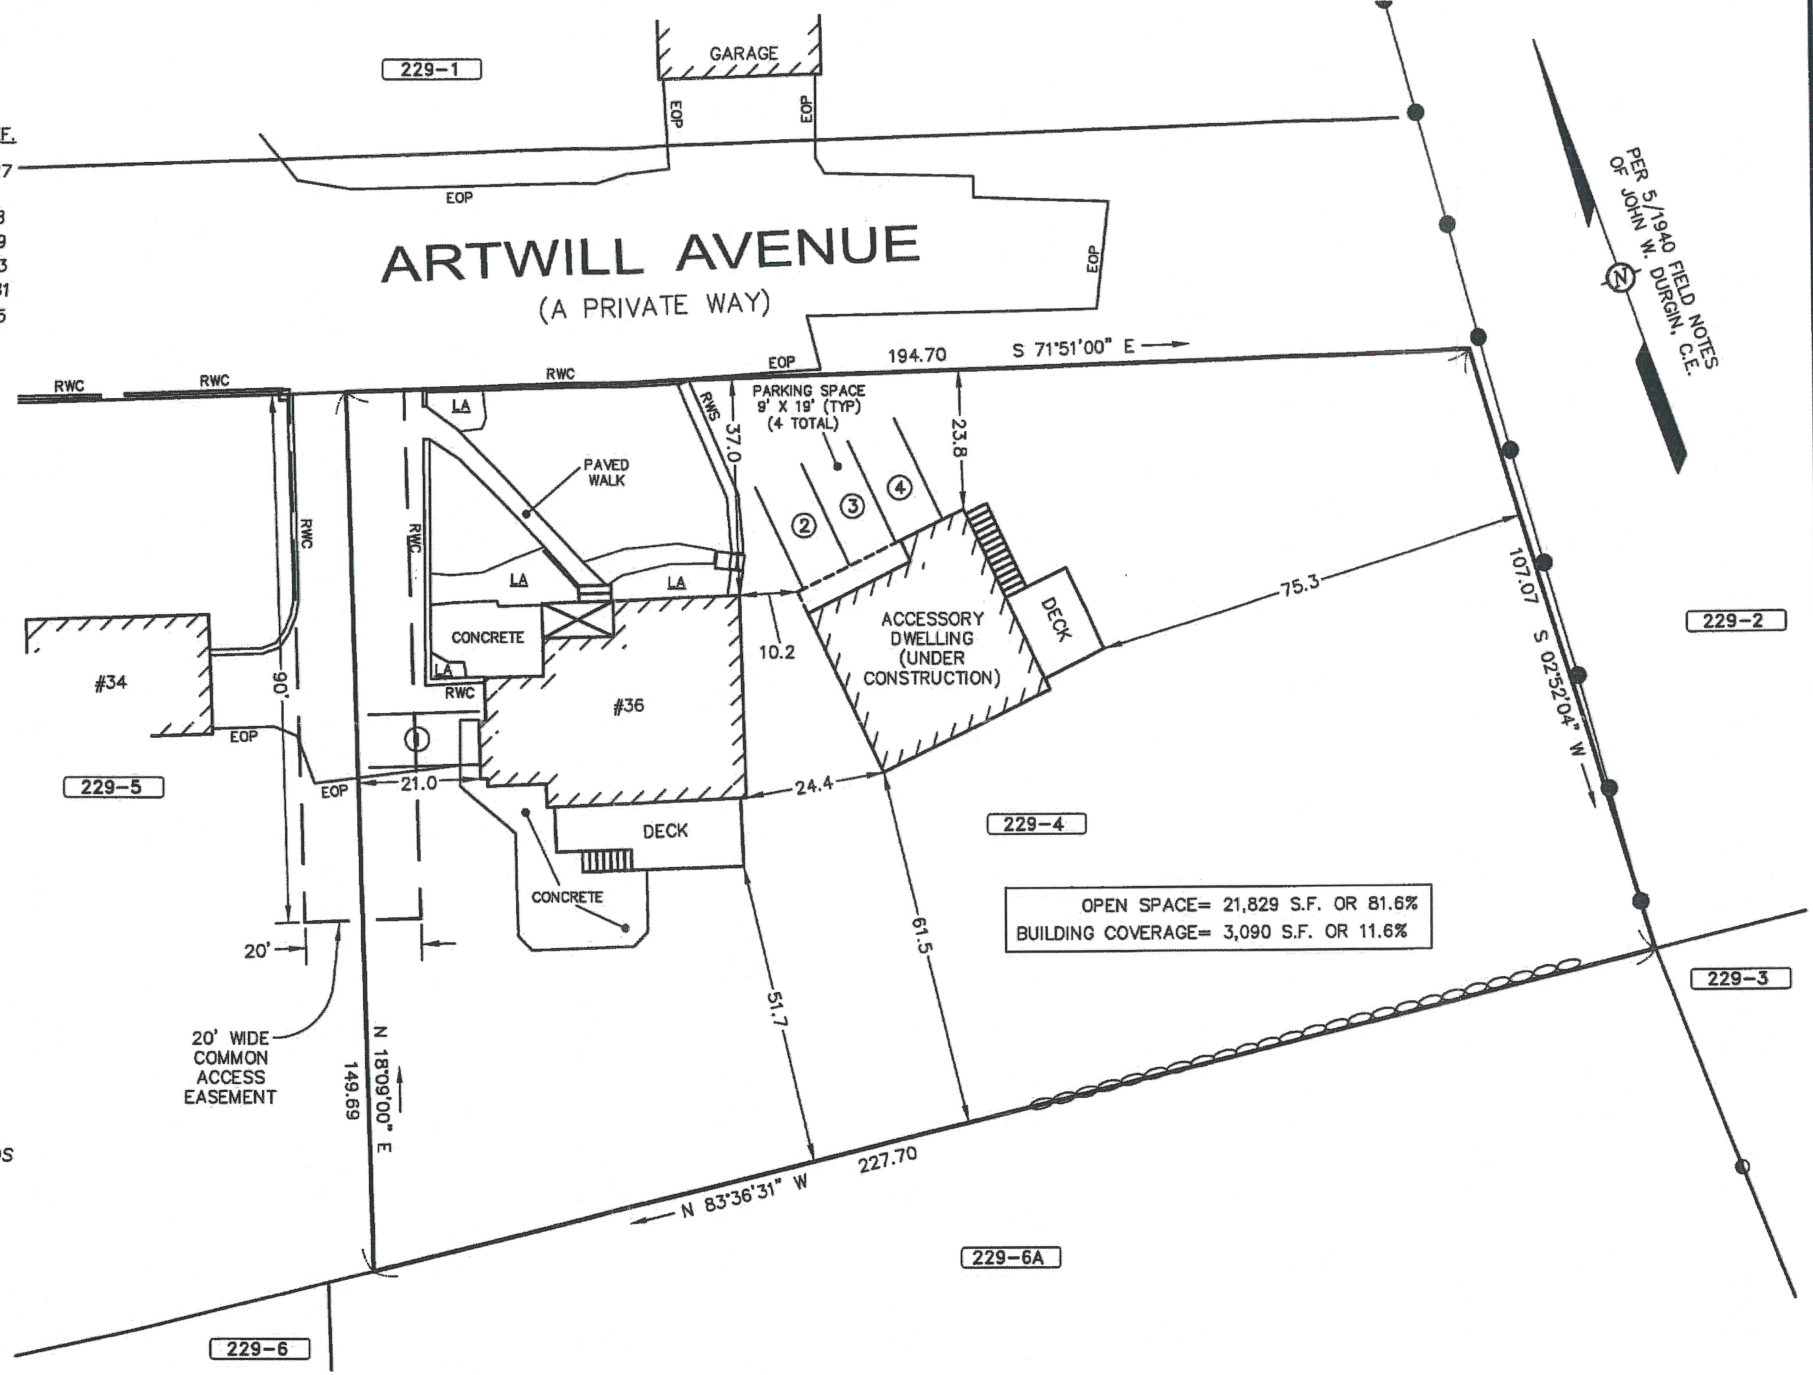 229-1
GARAGE
EOP
EOP
F.
EOP
ARTWILL AVENUE
(A PRIVATE WAY)
EOP
PER 5/1940 FIELD NOTES
OF JOHN W. DURGIN, C.E.
N
RWC
RWC
RWC
EOP
194.70
S 71°51'00" E
LA
RWS
37.0
PARKING SPACE
9' X 19' (TYP)
(4 TOTAL)
23.8
PAVED
WALK
② ③ ④
RWC
RWC
LA
LA
10.2
CONCRETE
ACCESSORY
DWELLING
(UNDER
CONSTRUCTION)
DECK
75.3
107.07
S 02°52'04" W
229-2
#34
90'
LA
RWC
#36
EOP
①
229-5
EOP
21.0
24.4
DECK
229-4
CONCRETE
OPEN SPACE= 21,829 S.F. OR 81.6%
BUILDING COVERAGE= 3,090 S.F. OR 11.6%
20'
61.5
51.7
229-3
20' WIDE
COMMON
ACCESS
EASEMENT
N 18°09'00" E
149.69
227.70
N 83°36'31" W
229-6A
229-6